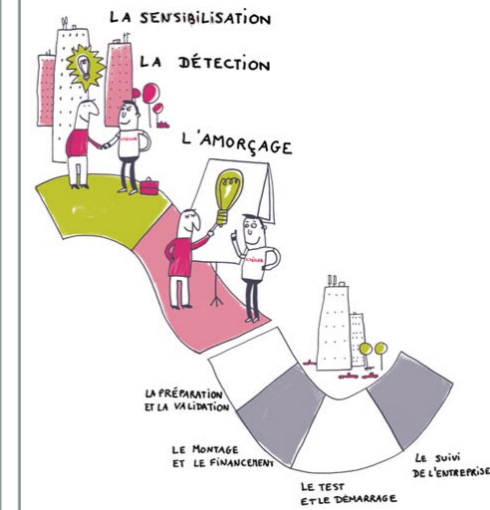 LA SENSIBILISATION
LA DÉTECTION
L'AMORÇAGE
LA PRÉPARATION
ET LA VALIDATION
LE MONTAGE
ET LE FINANCEMENT
LE TEST
ET LE DÉMARRAGE
LE SUIVI
DE L'ENTREPRISE